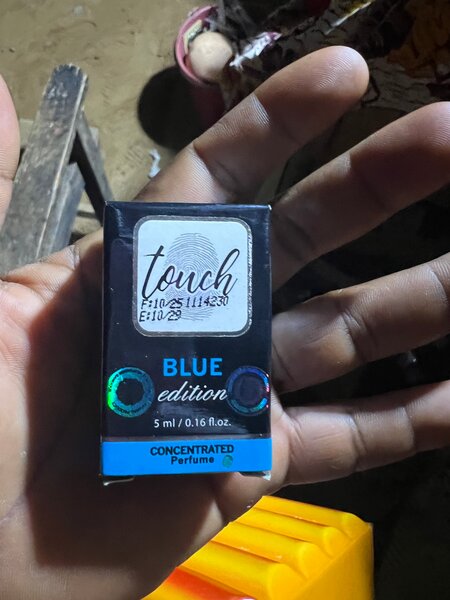 touch
F:10/25 1114230
E:10/29
BLUE
edition
5 ml / 0.16 fl.oz.
CONCENTRATED
Perfume